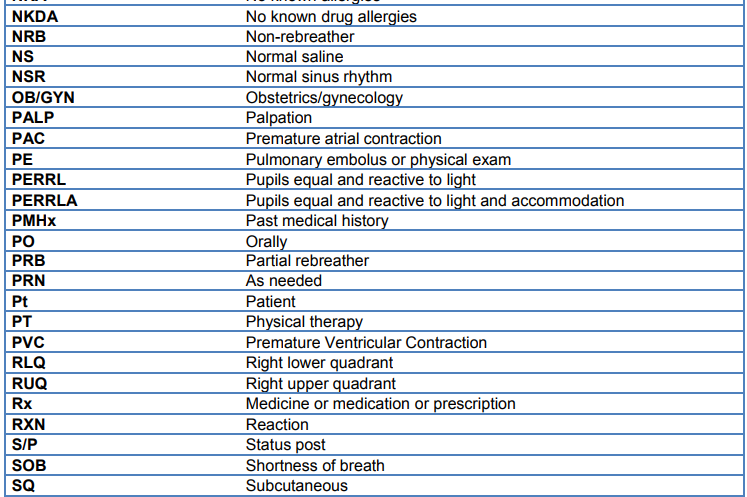 NKDA No known drug allergies
NRB Non-rebreather
NS Normal saline
NSR Normal sinus rhythm
OB/GYN Obstetrics/gynecology
PALP Palpation
PAC Premature atrial contraction
PE Pulmonary embolus or physical exam
PERRL Pupils equal and reactive to light
PERRLA Pupils equal and reactive to light and accommodation
PMHx Past medical history
PO Orally
PRB Partial rebreather
PRN As needed
Pt Patient
PT Physical therapy
PVC Premature Ventricular Contraction
RLQ Right lower quadrant
RUQ Right upper quadrant
Rx Medicine or medication or prescription
RXN Reaction
S/P Status post
SOB Shortness of breath
SQ Subcutaneous